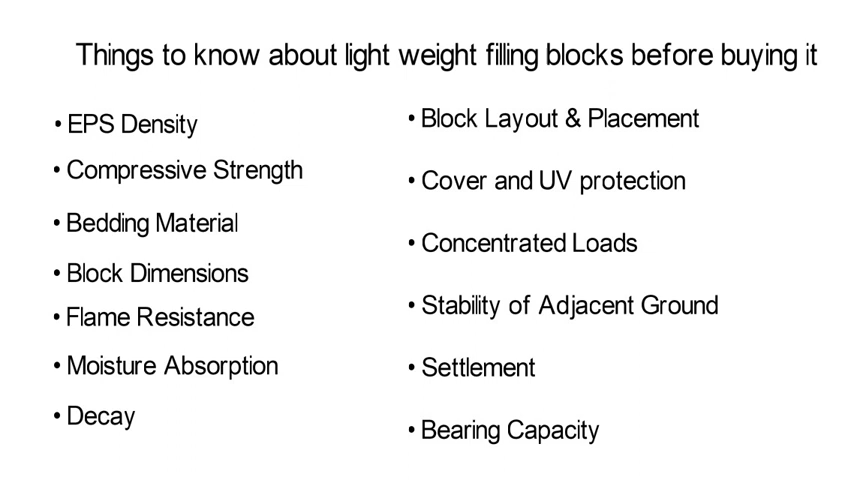 Things to know about light weight filling blocks before buying it
• EPS Density
• Compressive Strength
• Bedding Material
• Block Dimensions
• Flame Resistance
• Moisture Absorption
• Decay
• Block Layout & Placement
• Cover and UV protection
• Concentrated Loads
• Stability of Adjacent Ground
• Settlement
• Bearing Capacity